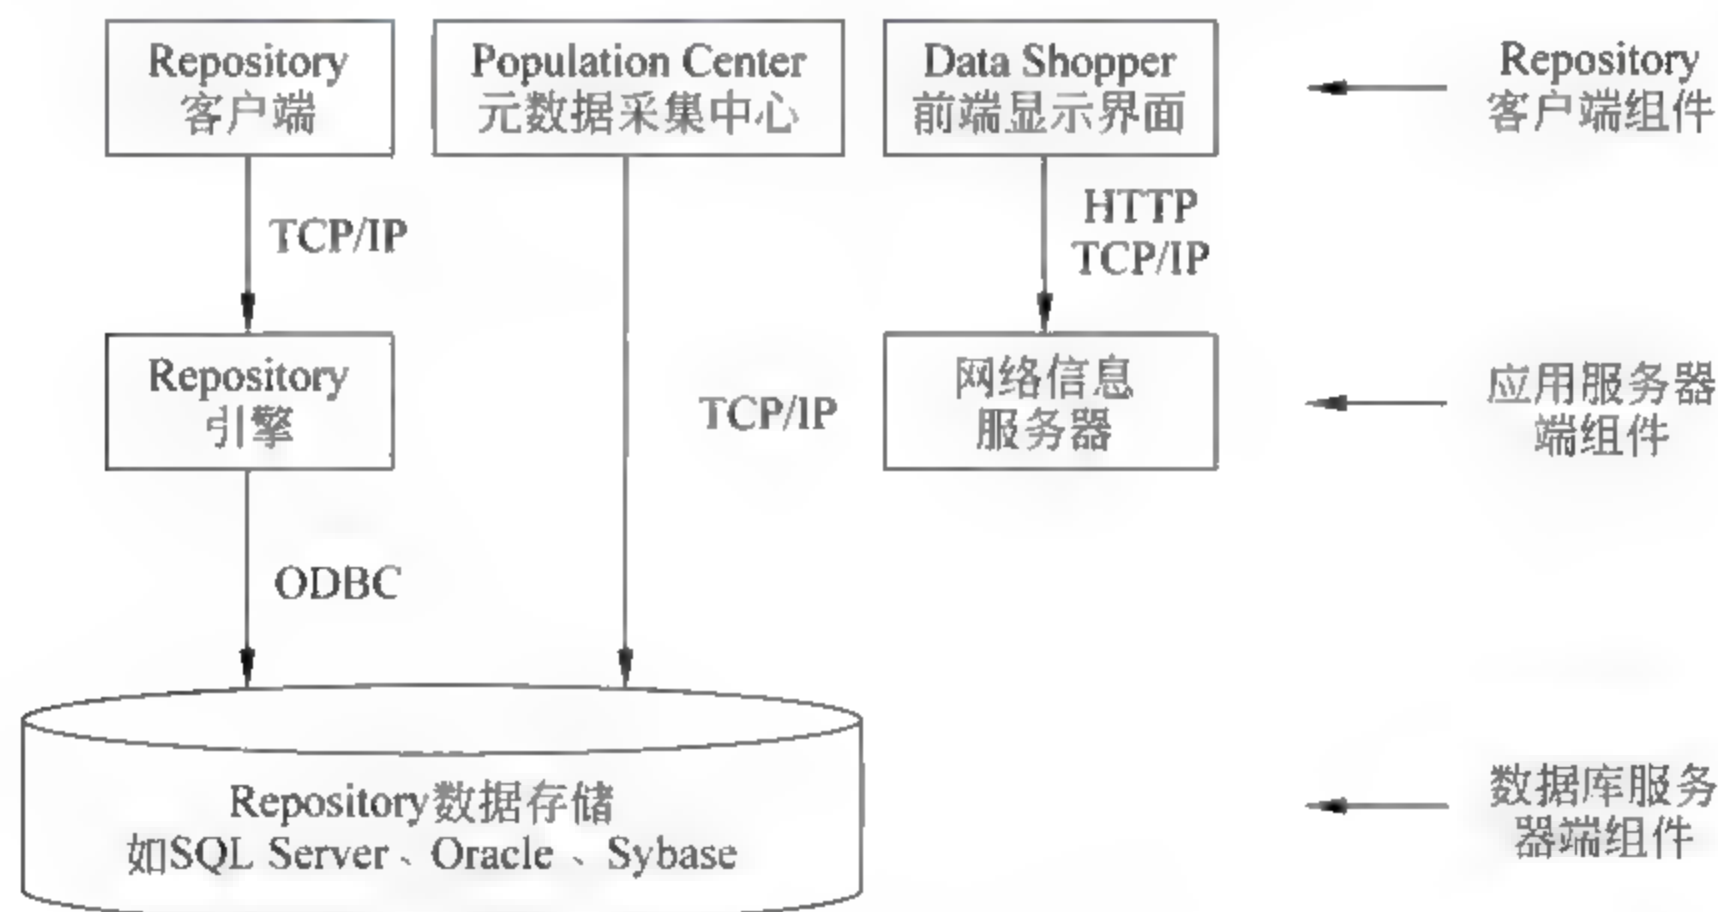 Repository
客户端
Population Center
元数据采集中心
Data Shopper
前端显示界面
Repository
客户端组件
TCP/IP
HTTP
TCP/IP
Repository
引擎
TCP/IP
网络信息
服务器
应用服务器
端组件
ODBC
Repository数据存储
如SQL Server、Oracle、Sybase
数据库服务
器端组件